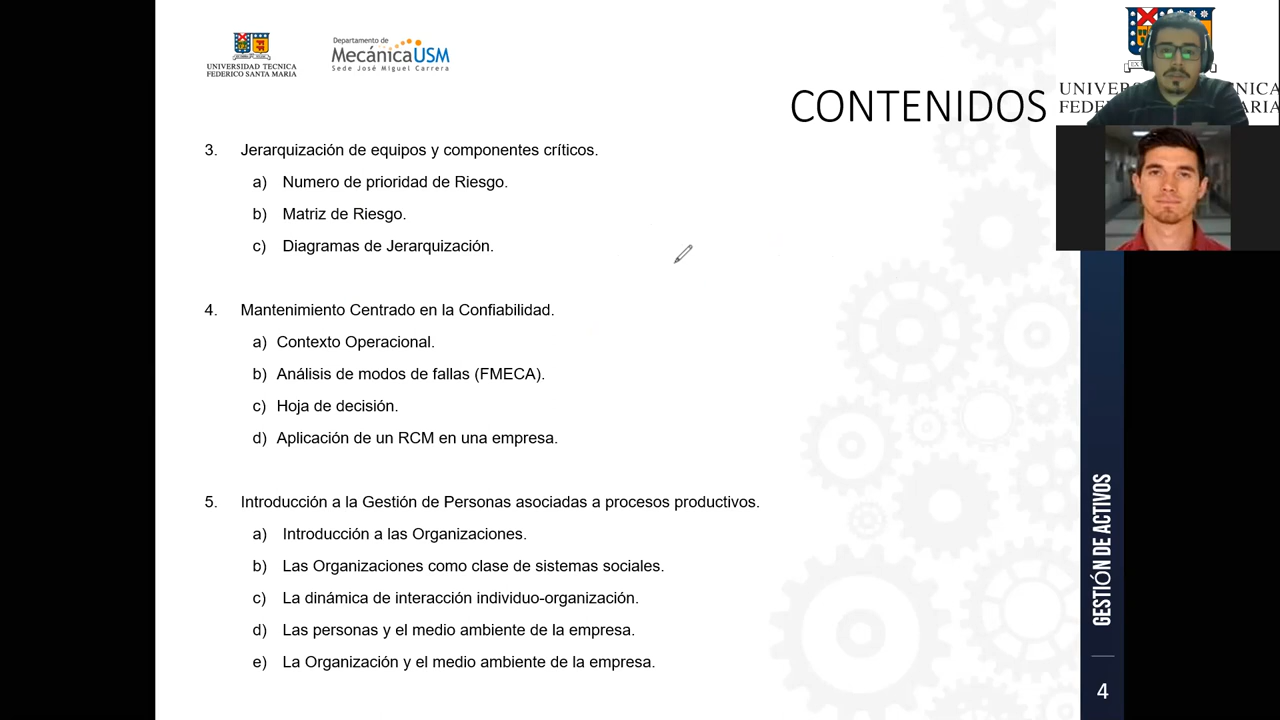 UNIVERSIDAD TECNICA
FEDERICO SANTA MARIA
Departamento de
MecánicaUSM
Sede José Miguel Carrera
CONTENIDOS
3. Jerarquización de equipos y componentes críticos.
a) Numero de prioridad de Riesgo.
b) Matriz de Riesgo.
c) Diagramas de Jerarquización.
4. Mantenimiento Centrado en la Confiabilidad.
a) Contexto Operacional.
b) Análisis de modos de fallas (FMECA).
c) Hoja de decisión.
d) Aplicación de un RCM en una empresa.
5. Introducción a la Gestión de Personas asociadas a procesos productivos.
a) Introducción a las Organizaciones.
b) Las Organizaciones como clase de sistemas sociales.
c) La dinámica de interacción individuo-organización.
d) Las personas y el medio ambiente de la empresa.
e) La Organización y el medio ambiente de la empresa.
GESTIÓN DE ACTIVOS
4